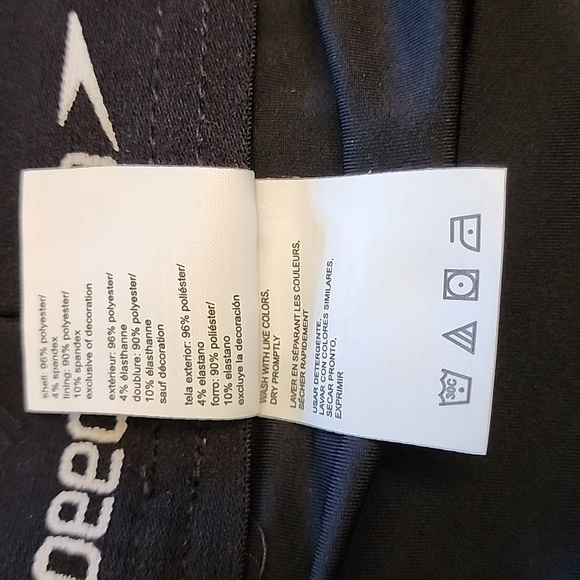 shell: 96% polyester/
4% spandex
lining: 90% polyester/
10% spandex
exclusive of decoration
extérieur: 96% polyester/
4% élasthanne
doublure: 90% polyester/
10% élasthanne
sauf décoration
tela exterior: 96% poliéster/
4% elastano
forro: 90% poliéster/
10% elastano
excluye la decoración
WASH WITH LIKE COLORS,
DRY PROMPTLY
LAVER EN SÉPARANT LES COULEURS,
SÉCHER RAPIDEMENT
USAR DETERGENTE.
LAVAR CON COLORES SIMILARES,
SECAR PRONTO,
EXPRIMIR
30C